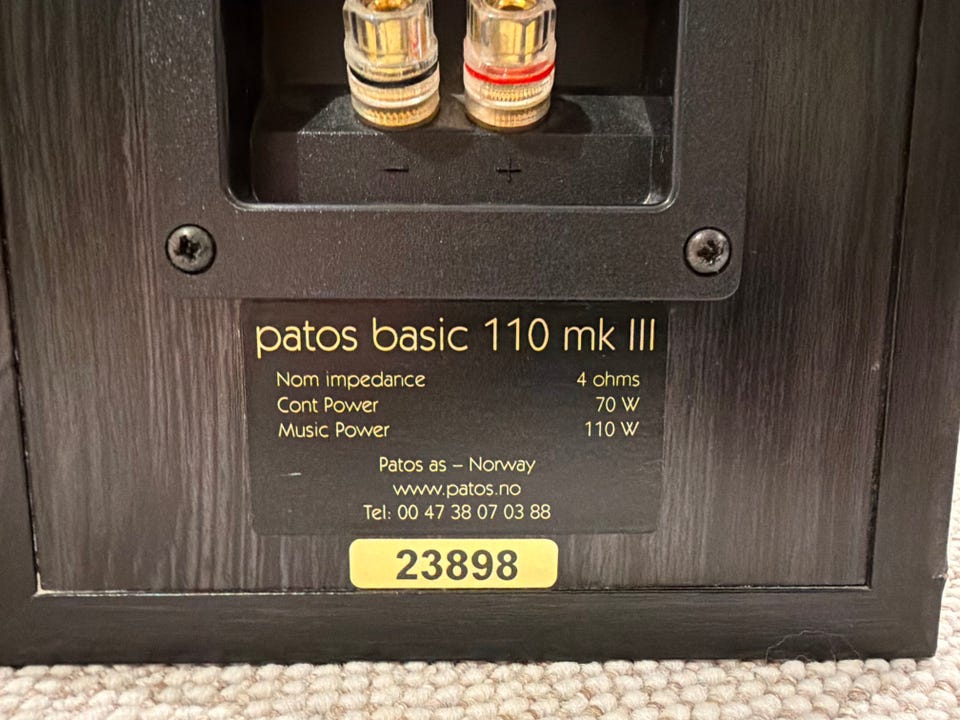 - +
patos basic 110 mk III
Nom impedance 4 ohms
Cont Power 70 W
Music Power 110 W
Patos as – Norway
www.patos.no
Tel: 00 47 38 07 03 88
23898